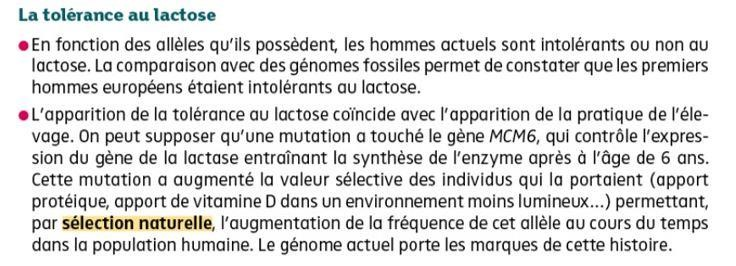 La tolérance au lactose
● En fonction des allèles qu'ils possèdent, les hommes actuels sont intolérants ou non au
lactose. La comparaison avec des génomes fossiles permet de constater que les premiers
hommes européens étaient intolérants au lactose.
● L'apparition de la tolérance au lactose coïncide avec l'apparition de la pratique de l'éle-
vage. On peut supposer qu'une mutation a touché le gène MCM6, qui contrôle l'expres-
sion du gène de la lactase entraînant la synthèse de l'enzyme après à l'âge de 6 ans.
Cette mutation a augmenté la valeur sélective des individus qui la portaient (apport
protéique, apport de vitamine D dans un environnement moins lumineux...) permettant,
par sélection naturelle, l'augmentation de la fréquence de cet allèle au cours du temps
dans la population humaine. Le génome actuel porte les marques de cette histoire.